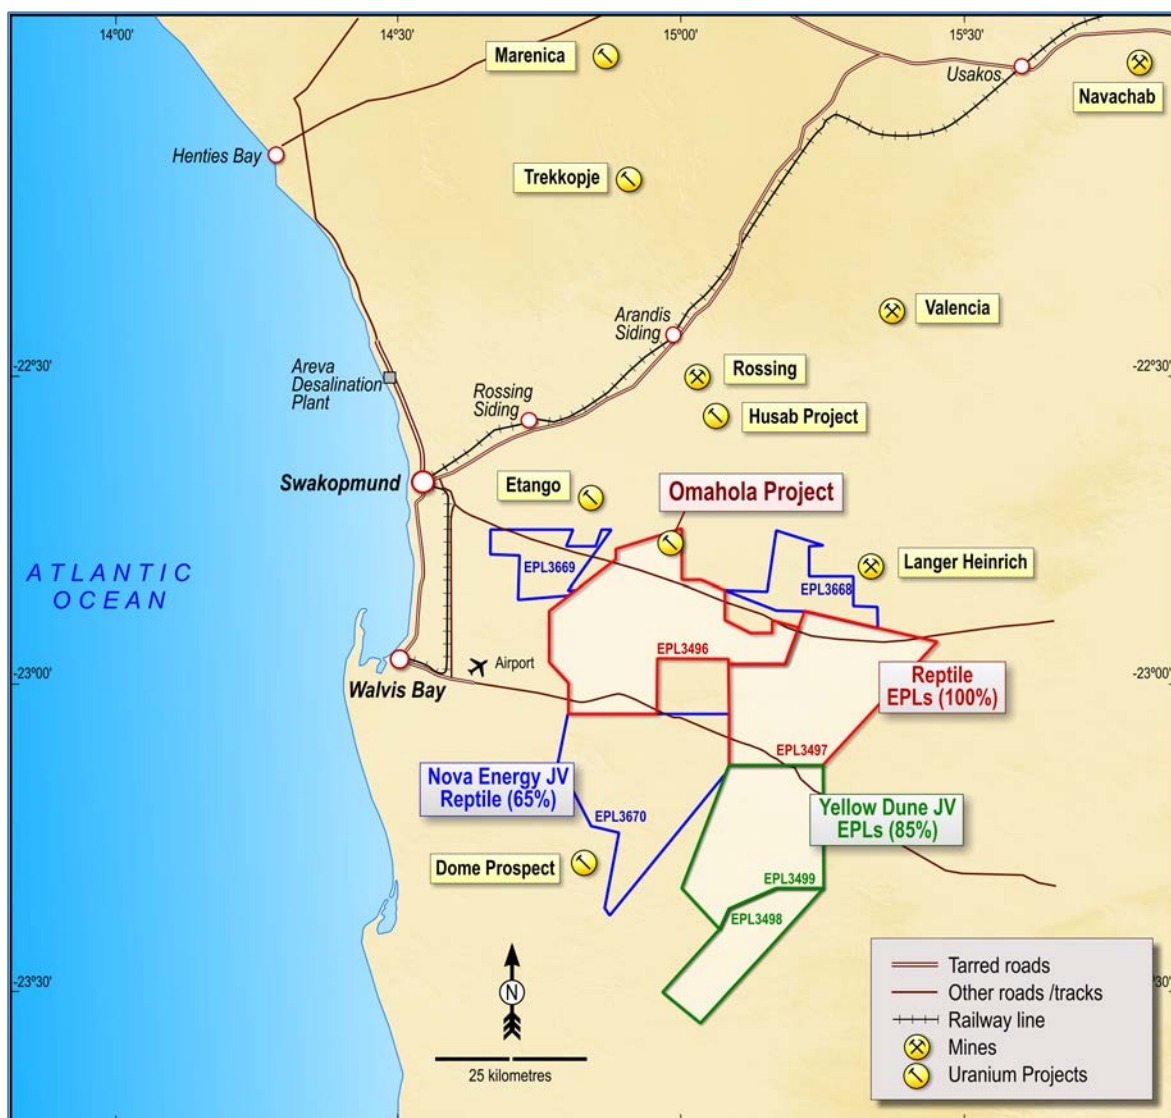 14°00'
14°30'
15°00'
15°30'
Marenica
Usakos
Navachab
Henties Bay
Trekkopje
Arandis
Siding
Valencia
Areva
Desalination
Plant
-22°30'
-22°30'
Rossing
Rossing
Siding
Husab Project
Swakopmund
Etango
Omahola Project
ATLANTIC
OCEAN
EPL3669
EPL3668
Langer Heinrich
EPL3496
-23°00'
-23°00'
Airport
Walvis Bay
Reptile
EPLs (100%)
EPL3497
Nova Energy JV
Reptile (65%)
EPL3670
Yellow Dune JV
EPLs (85%)
Dome Prospect
EPL3499
EPL3498
-23°30'
30'
N
25 kilometres
Tarred roads
Other roads /tracks
Railway line
Mines
Uranium Projects